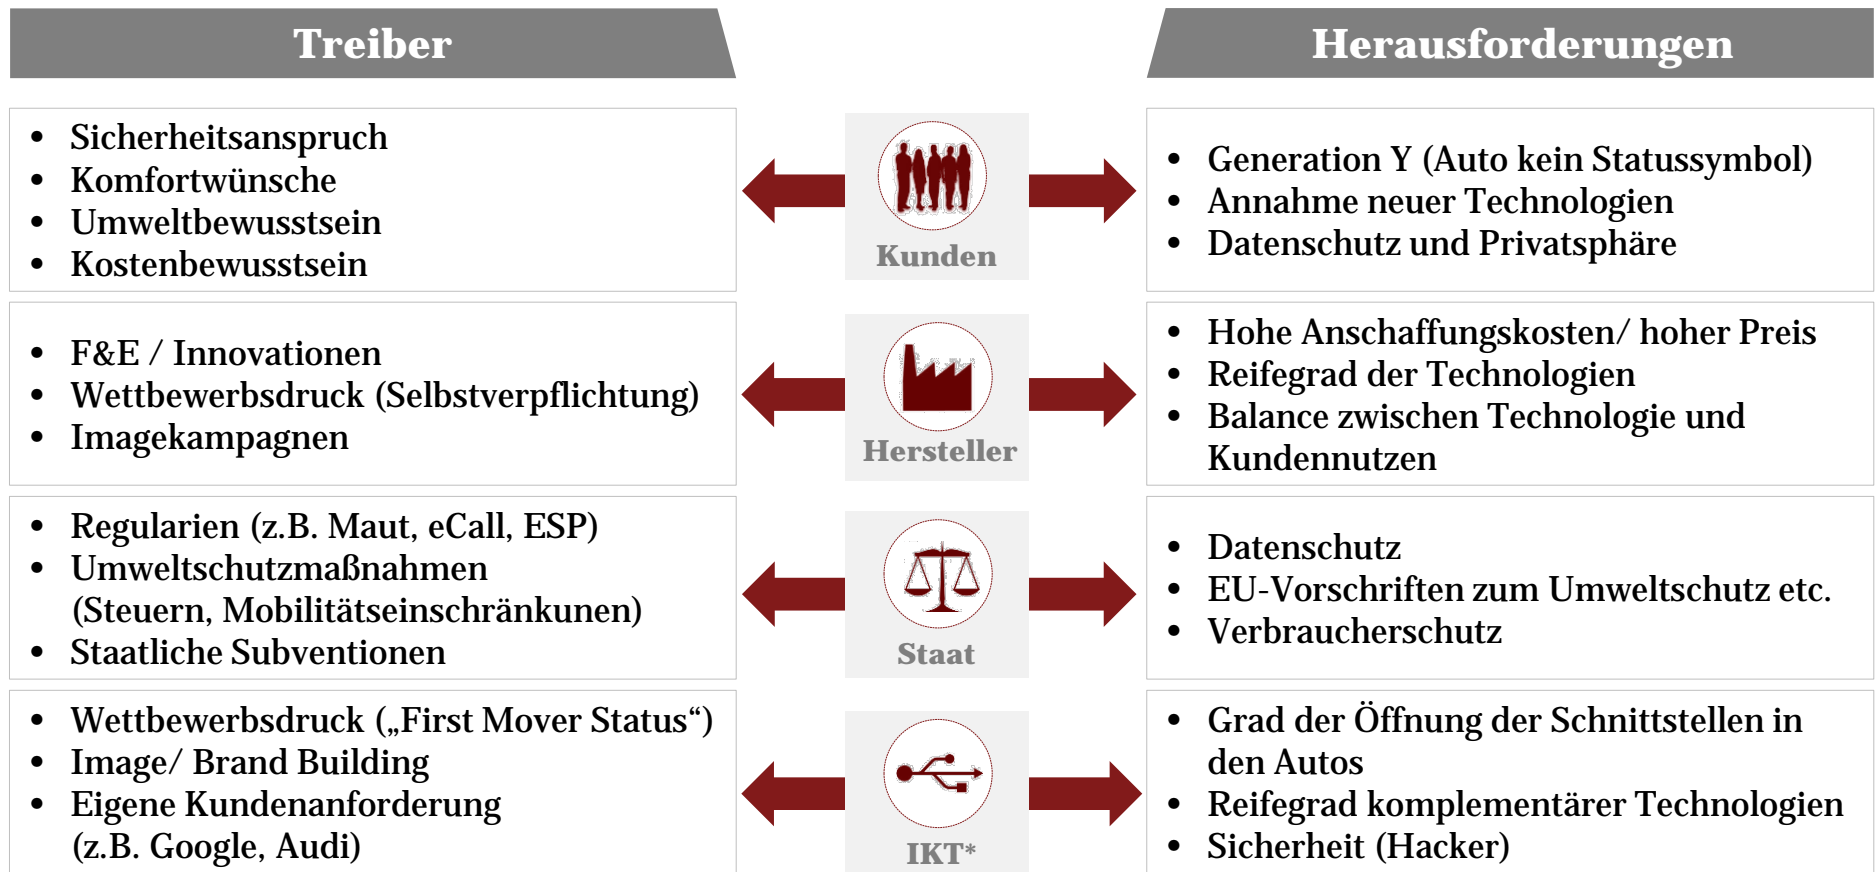 Treiber
Herausforderungen
• Sicherheitsanspruch
• Komfortwünsche
• Umweltbewusstsein
• Kostenbewusstsein
Kunden
• Generation Y (Auto kein Statussymbol)
• Annahme neuer Technologien
• Datenschutz und Privatsphäre
• F&E / Innovationen
• Wettbewerbsdruck (Selbstverpflichtung)
• Imagekampagnen
Hersteller
• Hohe Anschaffungskosten/ hoher Preis
• Reifegrad der Technologien
• Balance zwischen Technologie und
Kundennutzen
• Regularien (z.B. Maut, eCall, ESP)
• Umweltschutzmaßnahmen
(Steuern, Mobilitätseinschränkunen)
• Staatliche Subventionen
Staat
• Datenschutz
• EU-Vorschriften zum Umweltschutz etc.
• Verbraucherschutz
• Wettbewerbsdruck („First Mover Status“)
• Image/ Brand Building
• Eigene Kundenanforderung
(z.B. Google, Audi)
IKT*
• Grad der Öffnung der Schnittstellen in
den Autos
• Reifegrad komplementärer Technologien
• Sicherheit (Hacker)